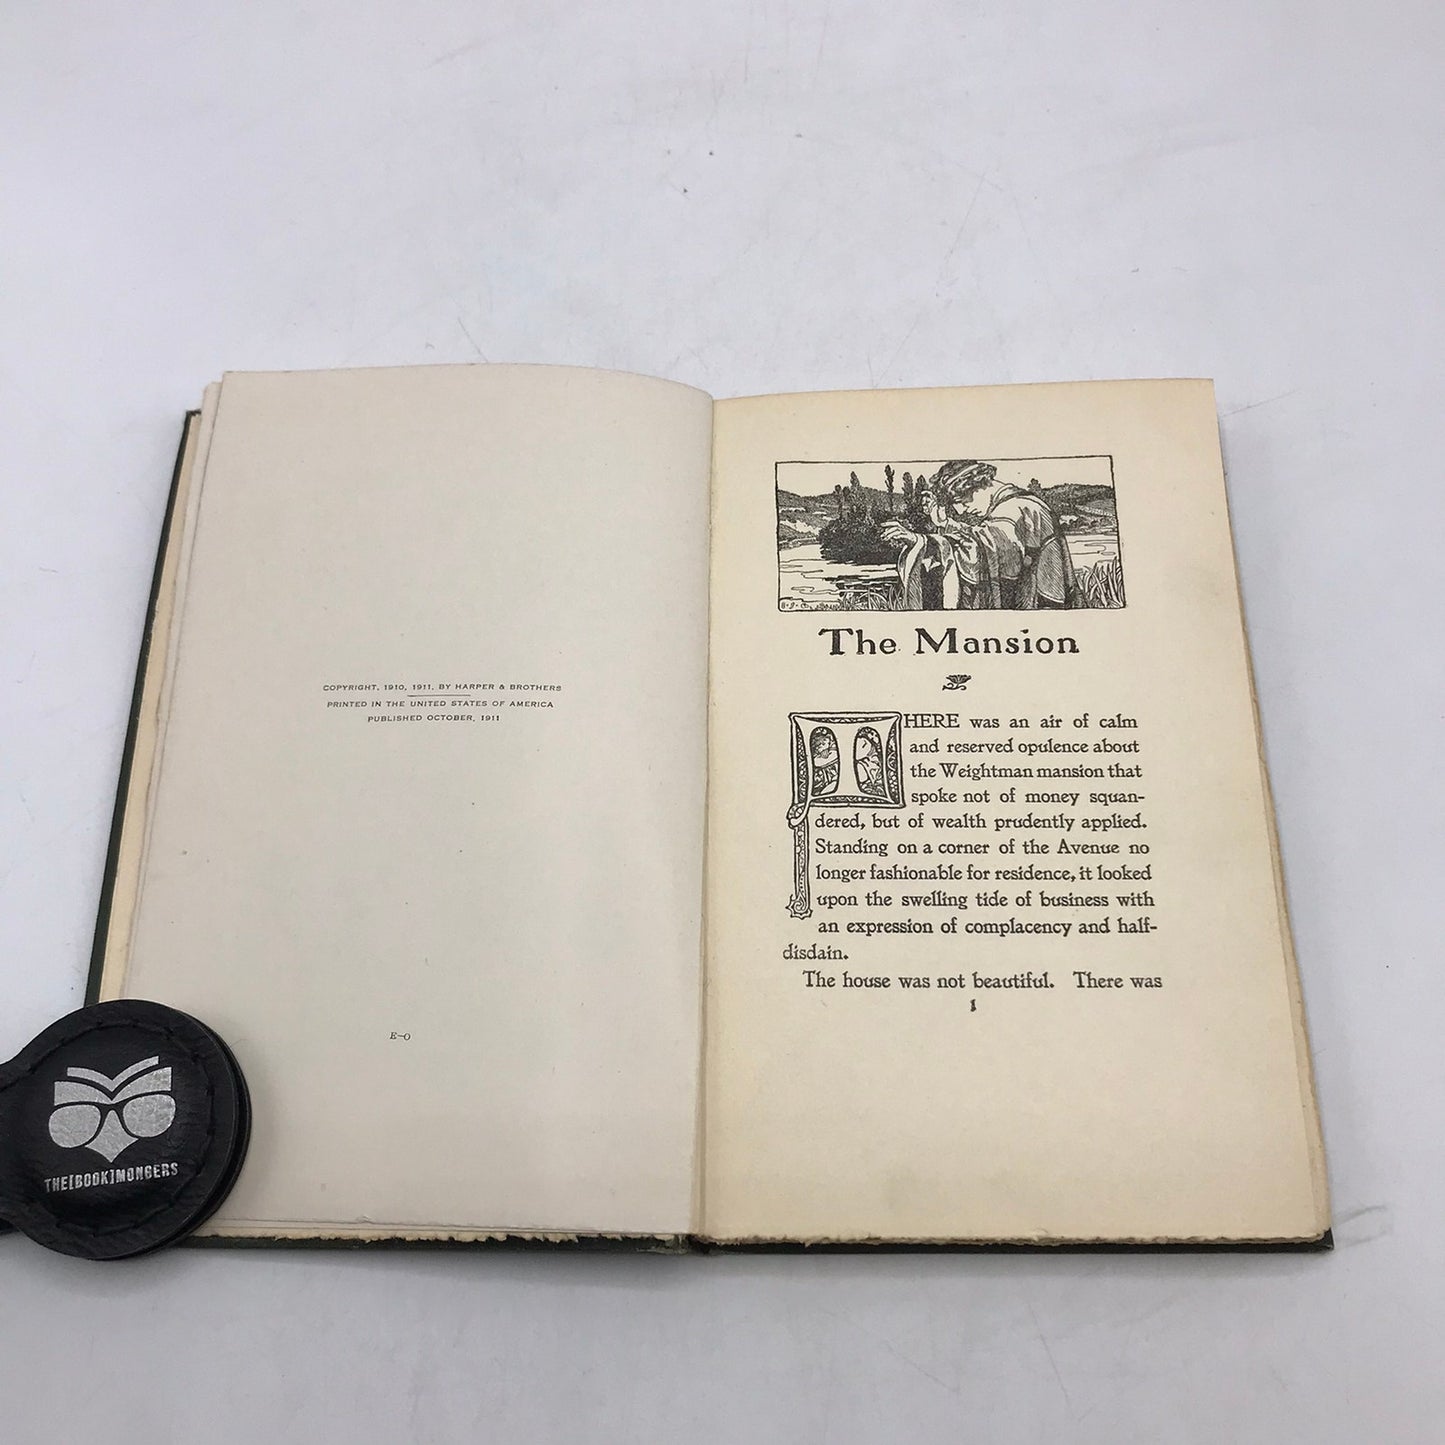 COPYRIGHT, 1910, 1911, BY HARPER & BROTHERS
PRINTED IN THE UNITED STATES OF AMERICA
PUBLISHED OCTOBER, 1911
E-O
THE[BOOK]MONGERS
The Mansion
THERE was an air of calm
and reserved opulence about
the Weightman mansion that
spoke not of money squan-
dered, but of wealth prudently applied.
Standing on a corner of the Avenue no
longer fashionable for residence, it looked
upon the swelling tide of business with
an expression of complacency and half-
disdain.
The house was not beautiful. There was
1